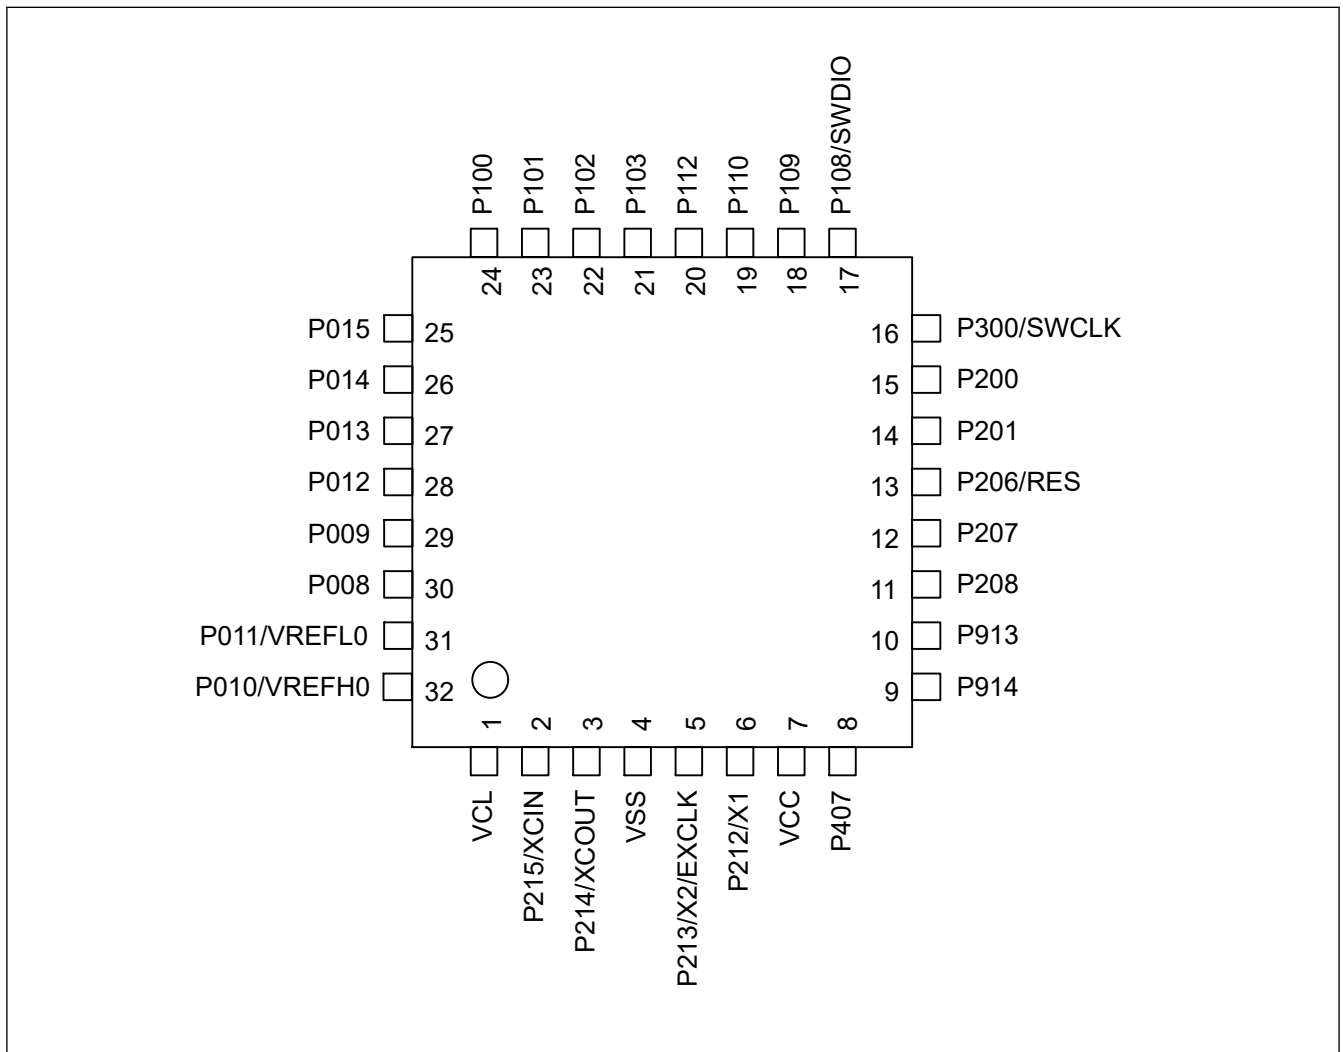 P100
P101
P102
P103
P112
P110
P109
P108/SWDIO
24
23
22
21
20
19
18
17
P015 25
P014 26
P013 27
P012 28
P009 29
P008 30
P011/VREFL0 31
P010/VREFH0 32
16 P300/SWCLK
15 P200
14 P201
13 P206/RES
12 P207
11 P208
10 P913
9 P914
1
2
3
4
5
6
7
8
VCL
P215/XCIN
P214/XCOUT
VSS
P213/X2/EXCLK
P212/X1
VCC
P407